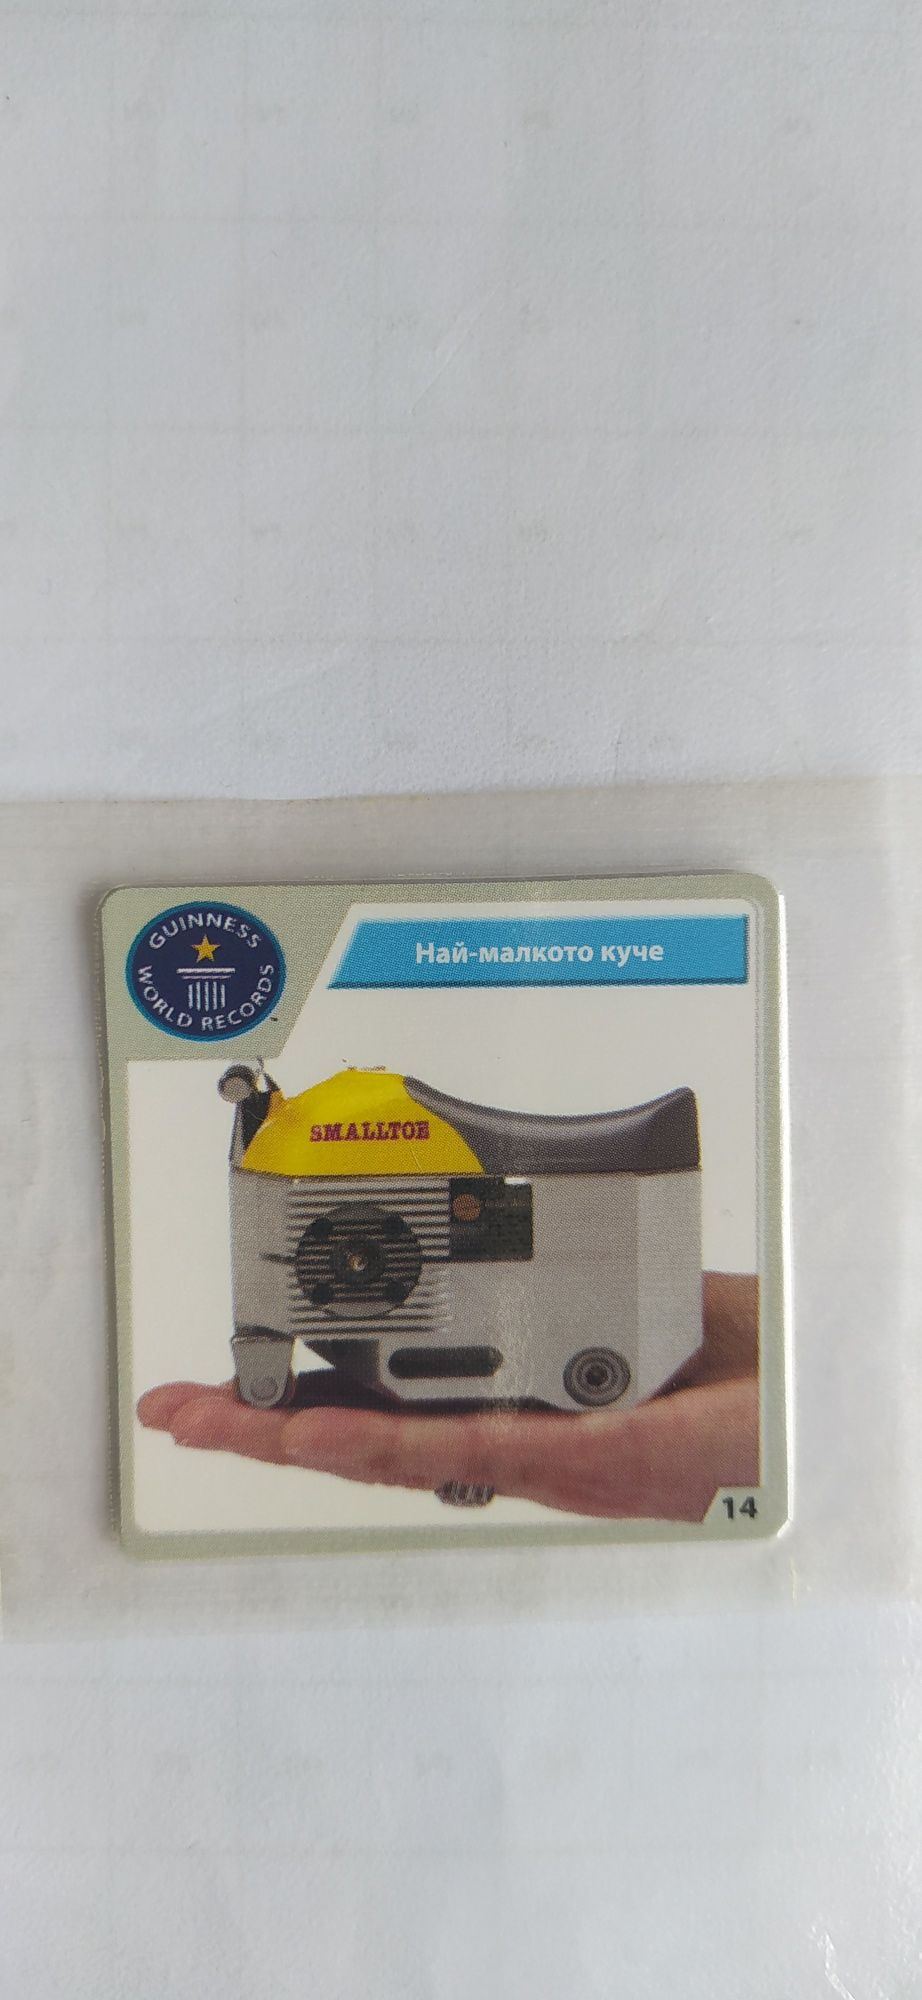 GUINNESS
WORLD RECORDS
Най-малкото куче
SMALLTOE
14